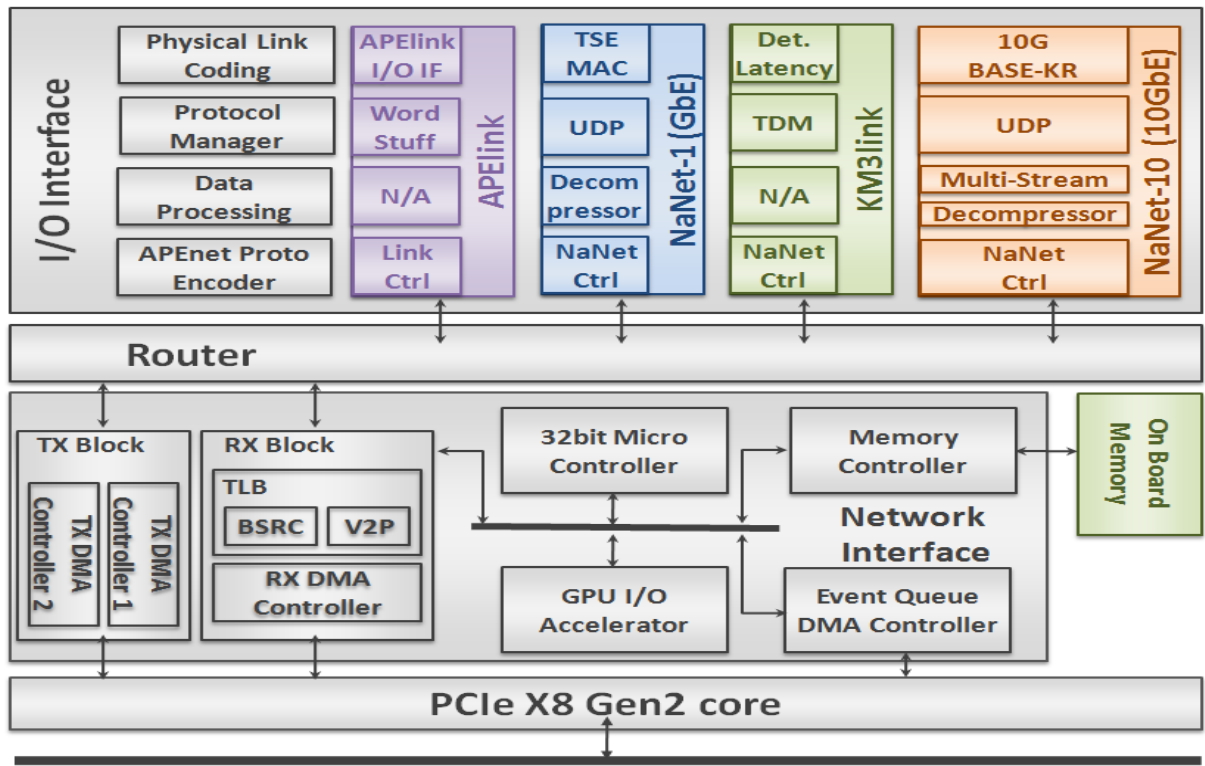 I/O Interface
Physical Link
Coding
Protocol
Manager
Data
Processing
APEnet Proto
Encoder
APElink
I/O IF
Word
Stuff
N/A
Link
Ctrl
APElink
TSE
MAC
UDP
Decom
pressor
NaNet
Ctrl
NaNet-1 (GbE)
Det.
Latency
TDM
N/A
NaNet
Ctrl
KM3link
10G
BASE-KR
UDP
Multi-Stream
Decompressor
NaNet
Ctrl
NaNet-10 (10GbE)
Router
TX Block
TX DMA
Controller 2
TX DMA
Controller 1
RX Block
TLB
BSRC
V2P
RX DMA
Controller
32bit Micro
Controller
GPU I/O
Accelerator
Memory
Controller
Network
Interface
Event Queue
DMA Controller
On Board
Memory
PCIe X8 Gen2 core